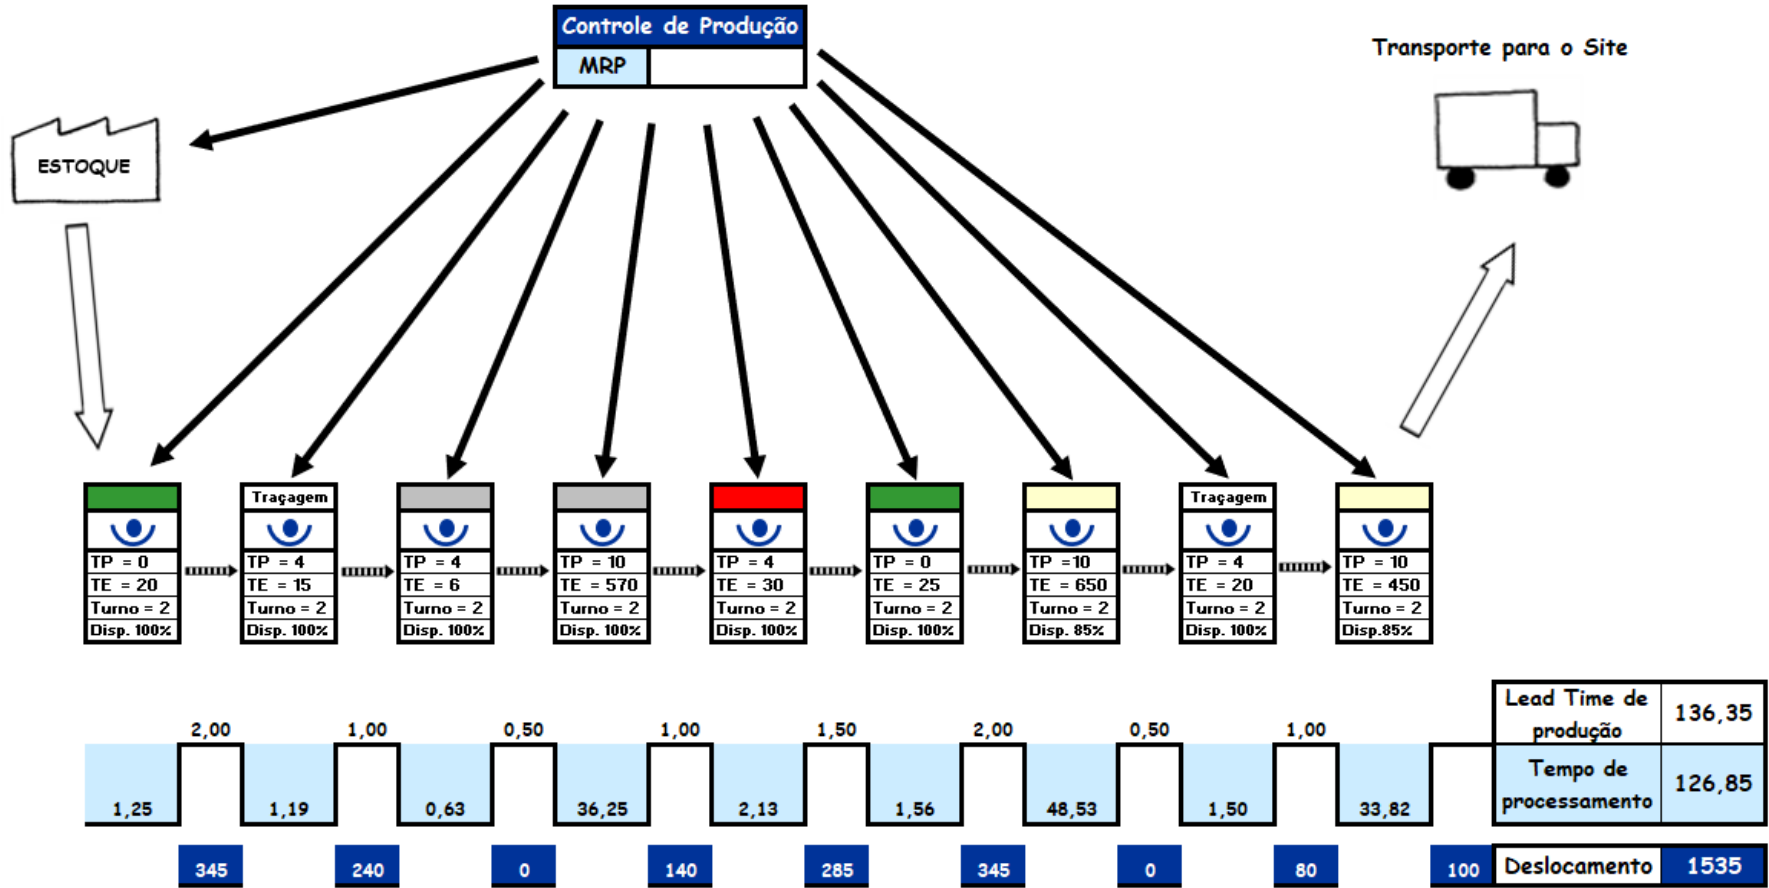 Controle de Produção
MRP
Transporte para o Site
ESTOQUE
Traçagem
Traçagem
TP = 0
TP = 4
TP = 4
TP = 10
TP = 4
TP = 0
TP =10
TP = 4
TP = 10
TE = 20
TE = 15
TE = 6
TE = 570
TE = 30
TE = 25
TE = 650
TE = 20
TE = 450
Turno = 2
Turno = 2
Turno = 2
Turno = 2
Turno = 2
Turno = 2
Turno = 2
Turno = 2
Turno = 2
Disp. 100%
Disp. 100%
Disp. 100%
Disp. 100%
Disp. 100%
Disp. 100%
Disp. 85%
Disp. 100%
Disp.85%
2,00
1,00
0,50
1,00
1,50
2,00
0,50
1,00
Lead Time de
produção
136,35
1,25
1,19
0,63
36,25
2,13
1,56
48,53
1,50
33,82
Tempo de
processamento
126,85
345
240
0
140
285
345
0
80
100
Deslocamento
1535